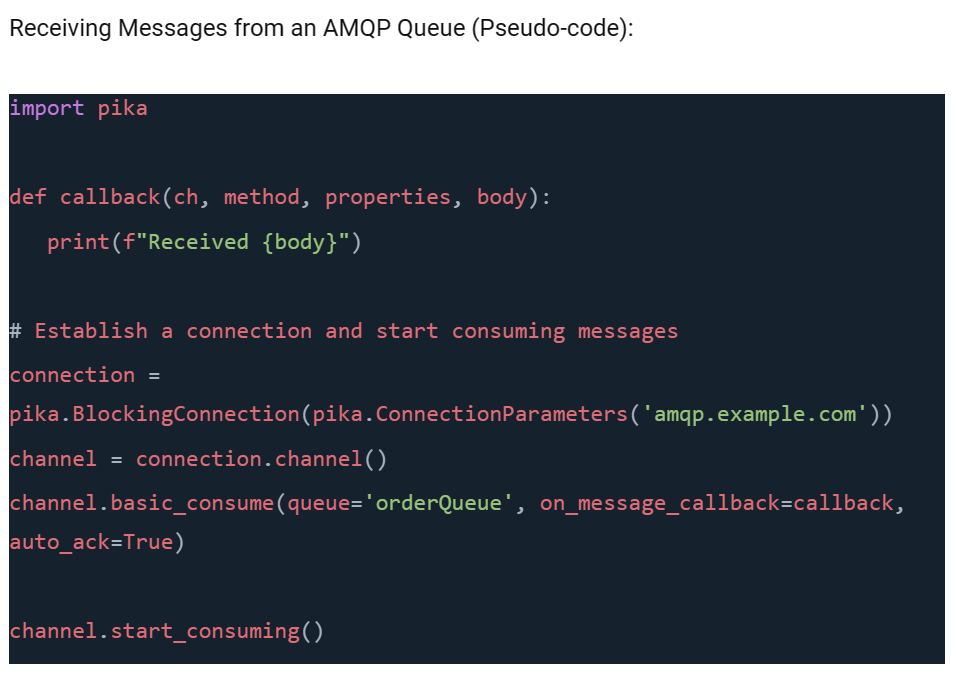 Receiving Messages from an AMQP Queue (Pseudo-code):
import pika
def callback(ch, method, properties, body):
   print(f"Received {body}")
# Establish a connection and start consuming messages
connection =
pika.BlockingConnection(pika.ConnectionParameters('amqp.example.com'))
channel = connection.channel()
channel.basic_consume(queue='orderQueue', on_message_callback=callback,
auto_ack=True)
channel.start_consuming()